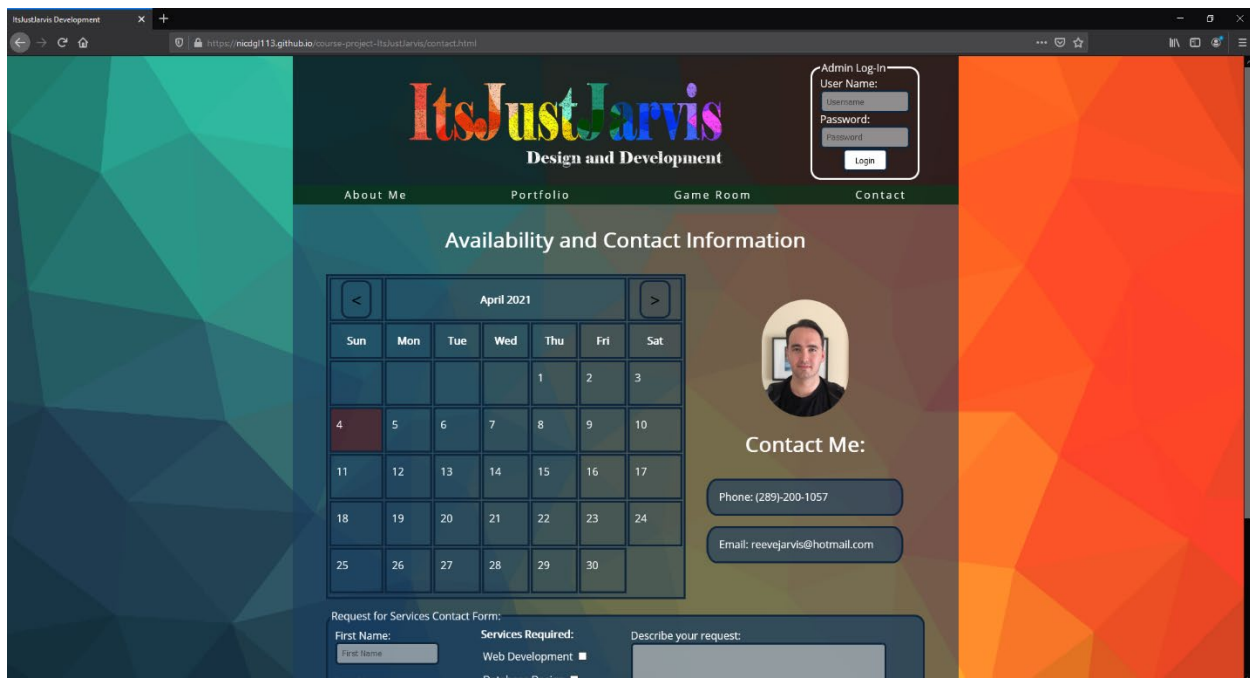 ItsJustJarvis Development
https://nicdgl113.github.io/course-project-ItsJustJarvis/contact.html
ItsJustJarvis
Design and Development
Admin Log-In
User Name:
Username
Password:
Password
Login
About Me Portfolio Game Room Contact
Availability and Contact Information
< April 2021 >
Sun Mon Tue Wed Thu Fri Sat
1 2 3
4 5 6 7 8 9 10
11 12 13 14 15 16 17
18 19 20 21 22 23 24
25 26 27 28 29 30
Contact Me:
Phone: (289)-200-1057
Email: reevejarvis@hotmail.com
Request for Services Contact Form:
First Name: Services Required: Describe your request:
First Name
Web Development